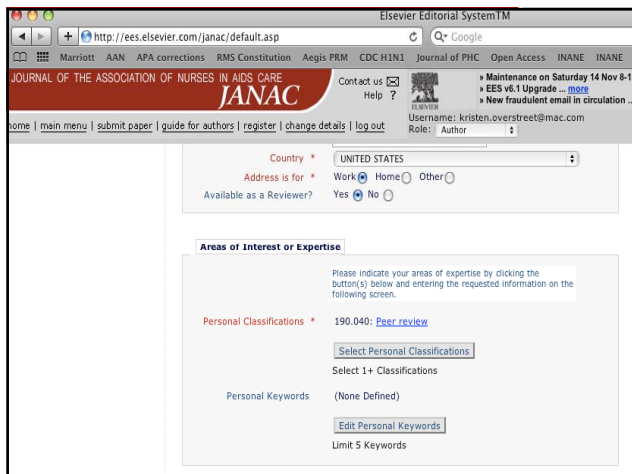 Elsevier Editorial SystemTM
http://ees.elsevier.com/janac/default.asp
Google
Marriott AAN APA corrections RMS Constitution Aegis PRM CDC H1N1 Journal of PHC Open Access INANE INANE
JOURNAL OF THE ASSOCIATION OF NURSES IN AIDS CARE
JANAC
Contact us
Help ?
ELSEVIER
» Maintenance on Saturday 14 Nov 8-1
» EES v6.1 Upgrade ... more
» New fraudulent email in circulation ..
home | main menu | submit paper | guide for authors | register | change details | log out
Username: kristen.overstreet@mac.com
Role: Author
Country * UNITED STATES
Address is for * Work Home Other
Available as a Reviewer? Yes No
Areas of Interest or Expertise
Please indicate your areas of expertise by clicking the
button(s) below and entering the requested information on the
following screen.
Personal Classifications * 190.040: Peer review
Select Personal Classifications
Select 1+ Classifications
Personal Keywords (None Defined)
Edit Personal Keywords
Limit 5 Keywords